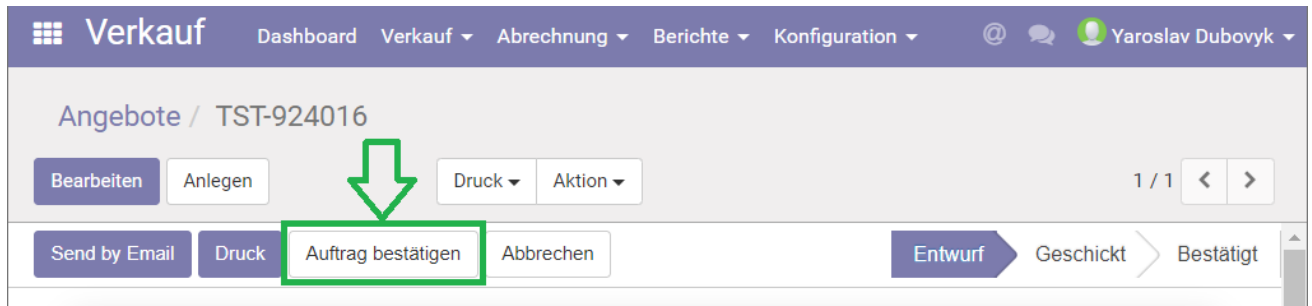 Verkauf Dashboard Verkauf Abrechnung Berichte Konfiguration @ Yaroslav Dubovyk
Angebote / TST-924016
Bearbeiten Anlegen Druck Aktion 1 / 1
Send by Email Druck Auftrag bestätigen Abbrechen Entwurf Geschickt Bestätigt